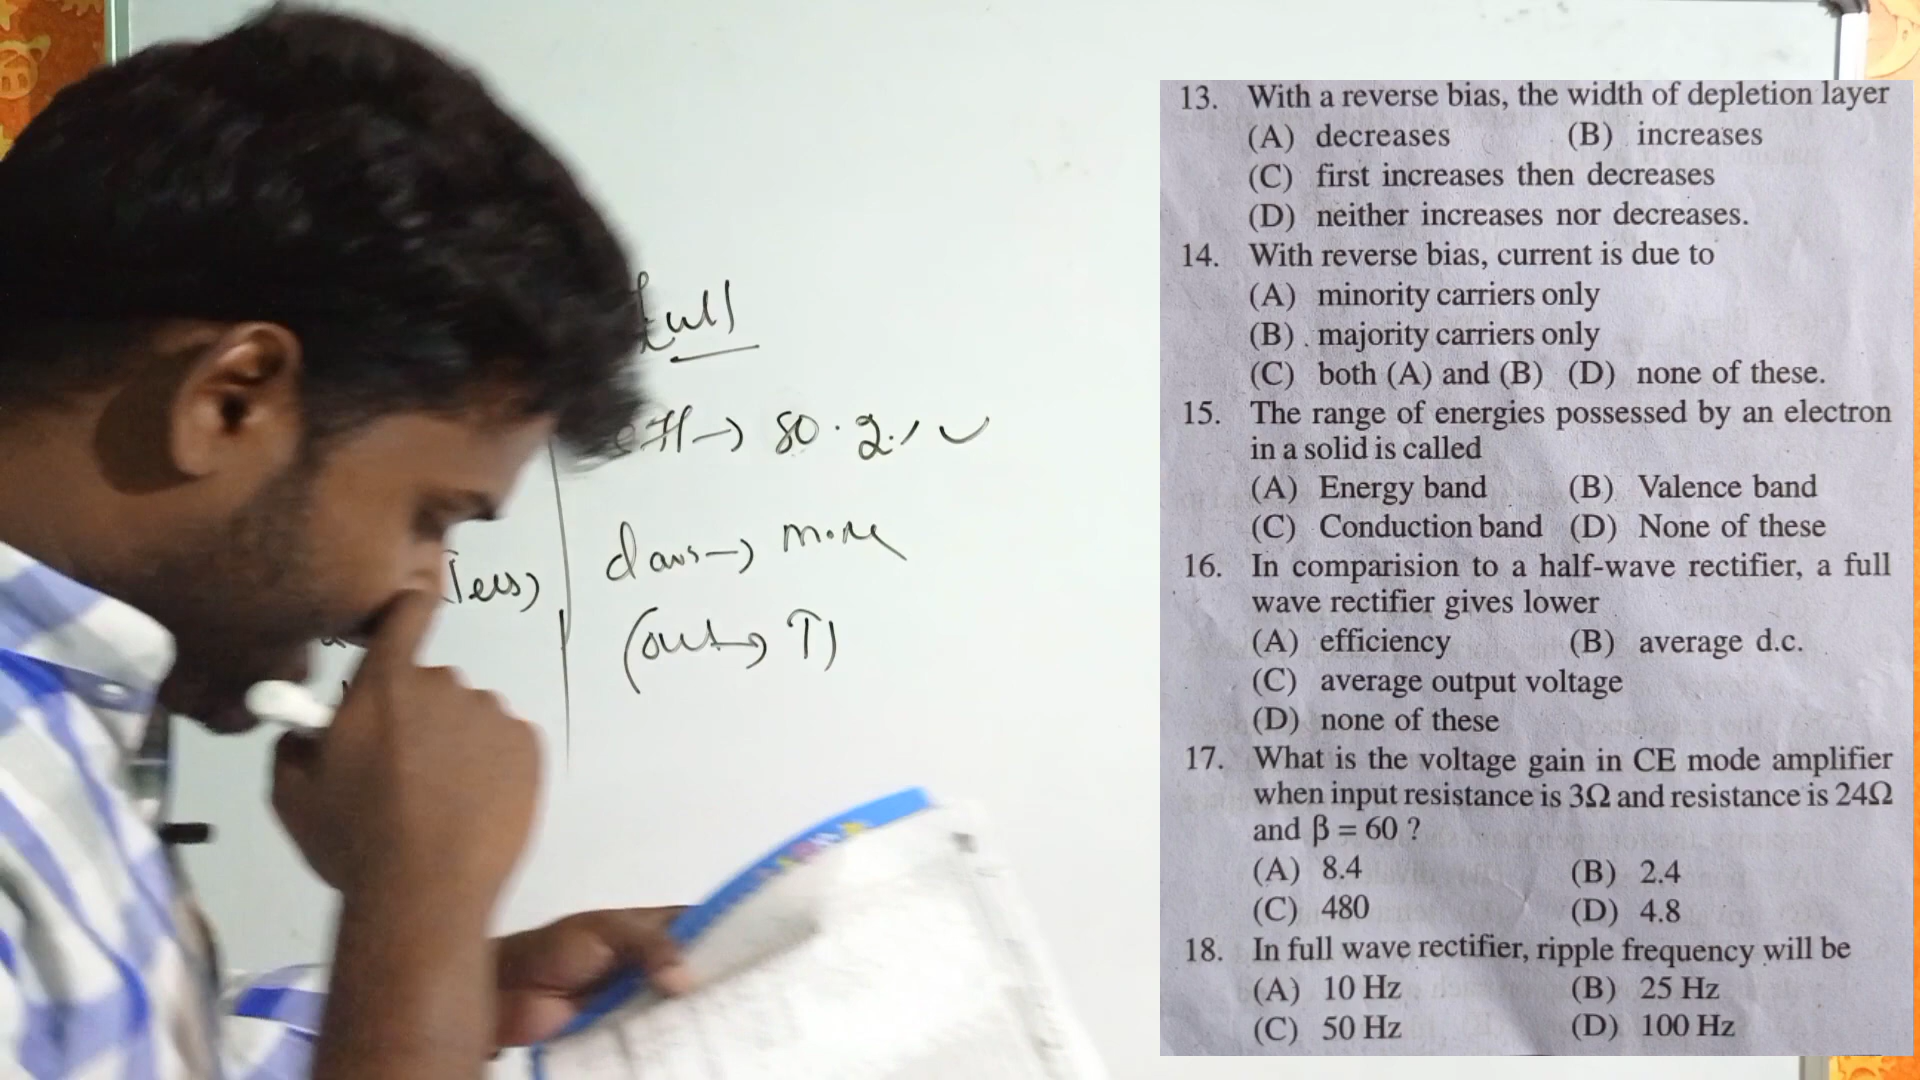 full
eff → 80.2%
days → more
(out → ↑)
less)
13. With a reverse bias, the width of depletion layer
(A) decreases (B) increases
(C) first increases then decreases
(D) neither increases nor decreases.
14. With reverse bias, current is due to
(A) minority carriers only
(B) majority carriers only
(C) both (A) and (B) (D) none of these.
15. The range of energies possessed by an electron
in a solid is called
(A) Energy band (B) Valence band
(C) Conduction band (D) None of these
16. In comparision to a half-wave rectifier, a full
wave rectifier gives lower
(A) efficiency (B) average d.c.
(C) average output voltage
(D) none of these
17. What is the voltage gain in CE mode amplifier
when input resistance is 3Ω and resistance is 24Ω
and β = 60 ?
(A) 8.4 (B) 2.4
(C) 480 (D) 4.8
18. In full wave rectifier, ripple frequency will be
(A) 10 Hz (B) 25 Hz
(C) 50 Hz (D) 100 Hz